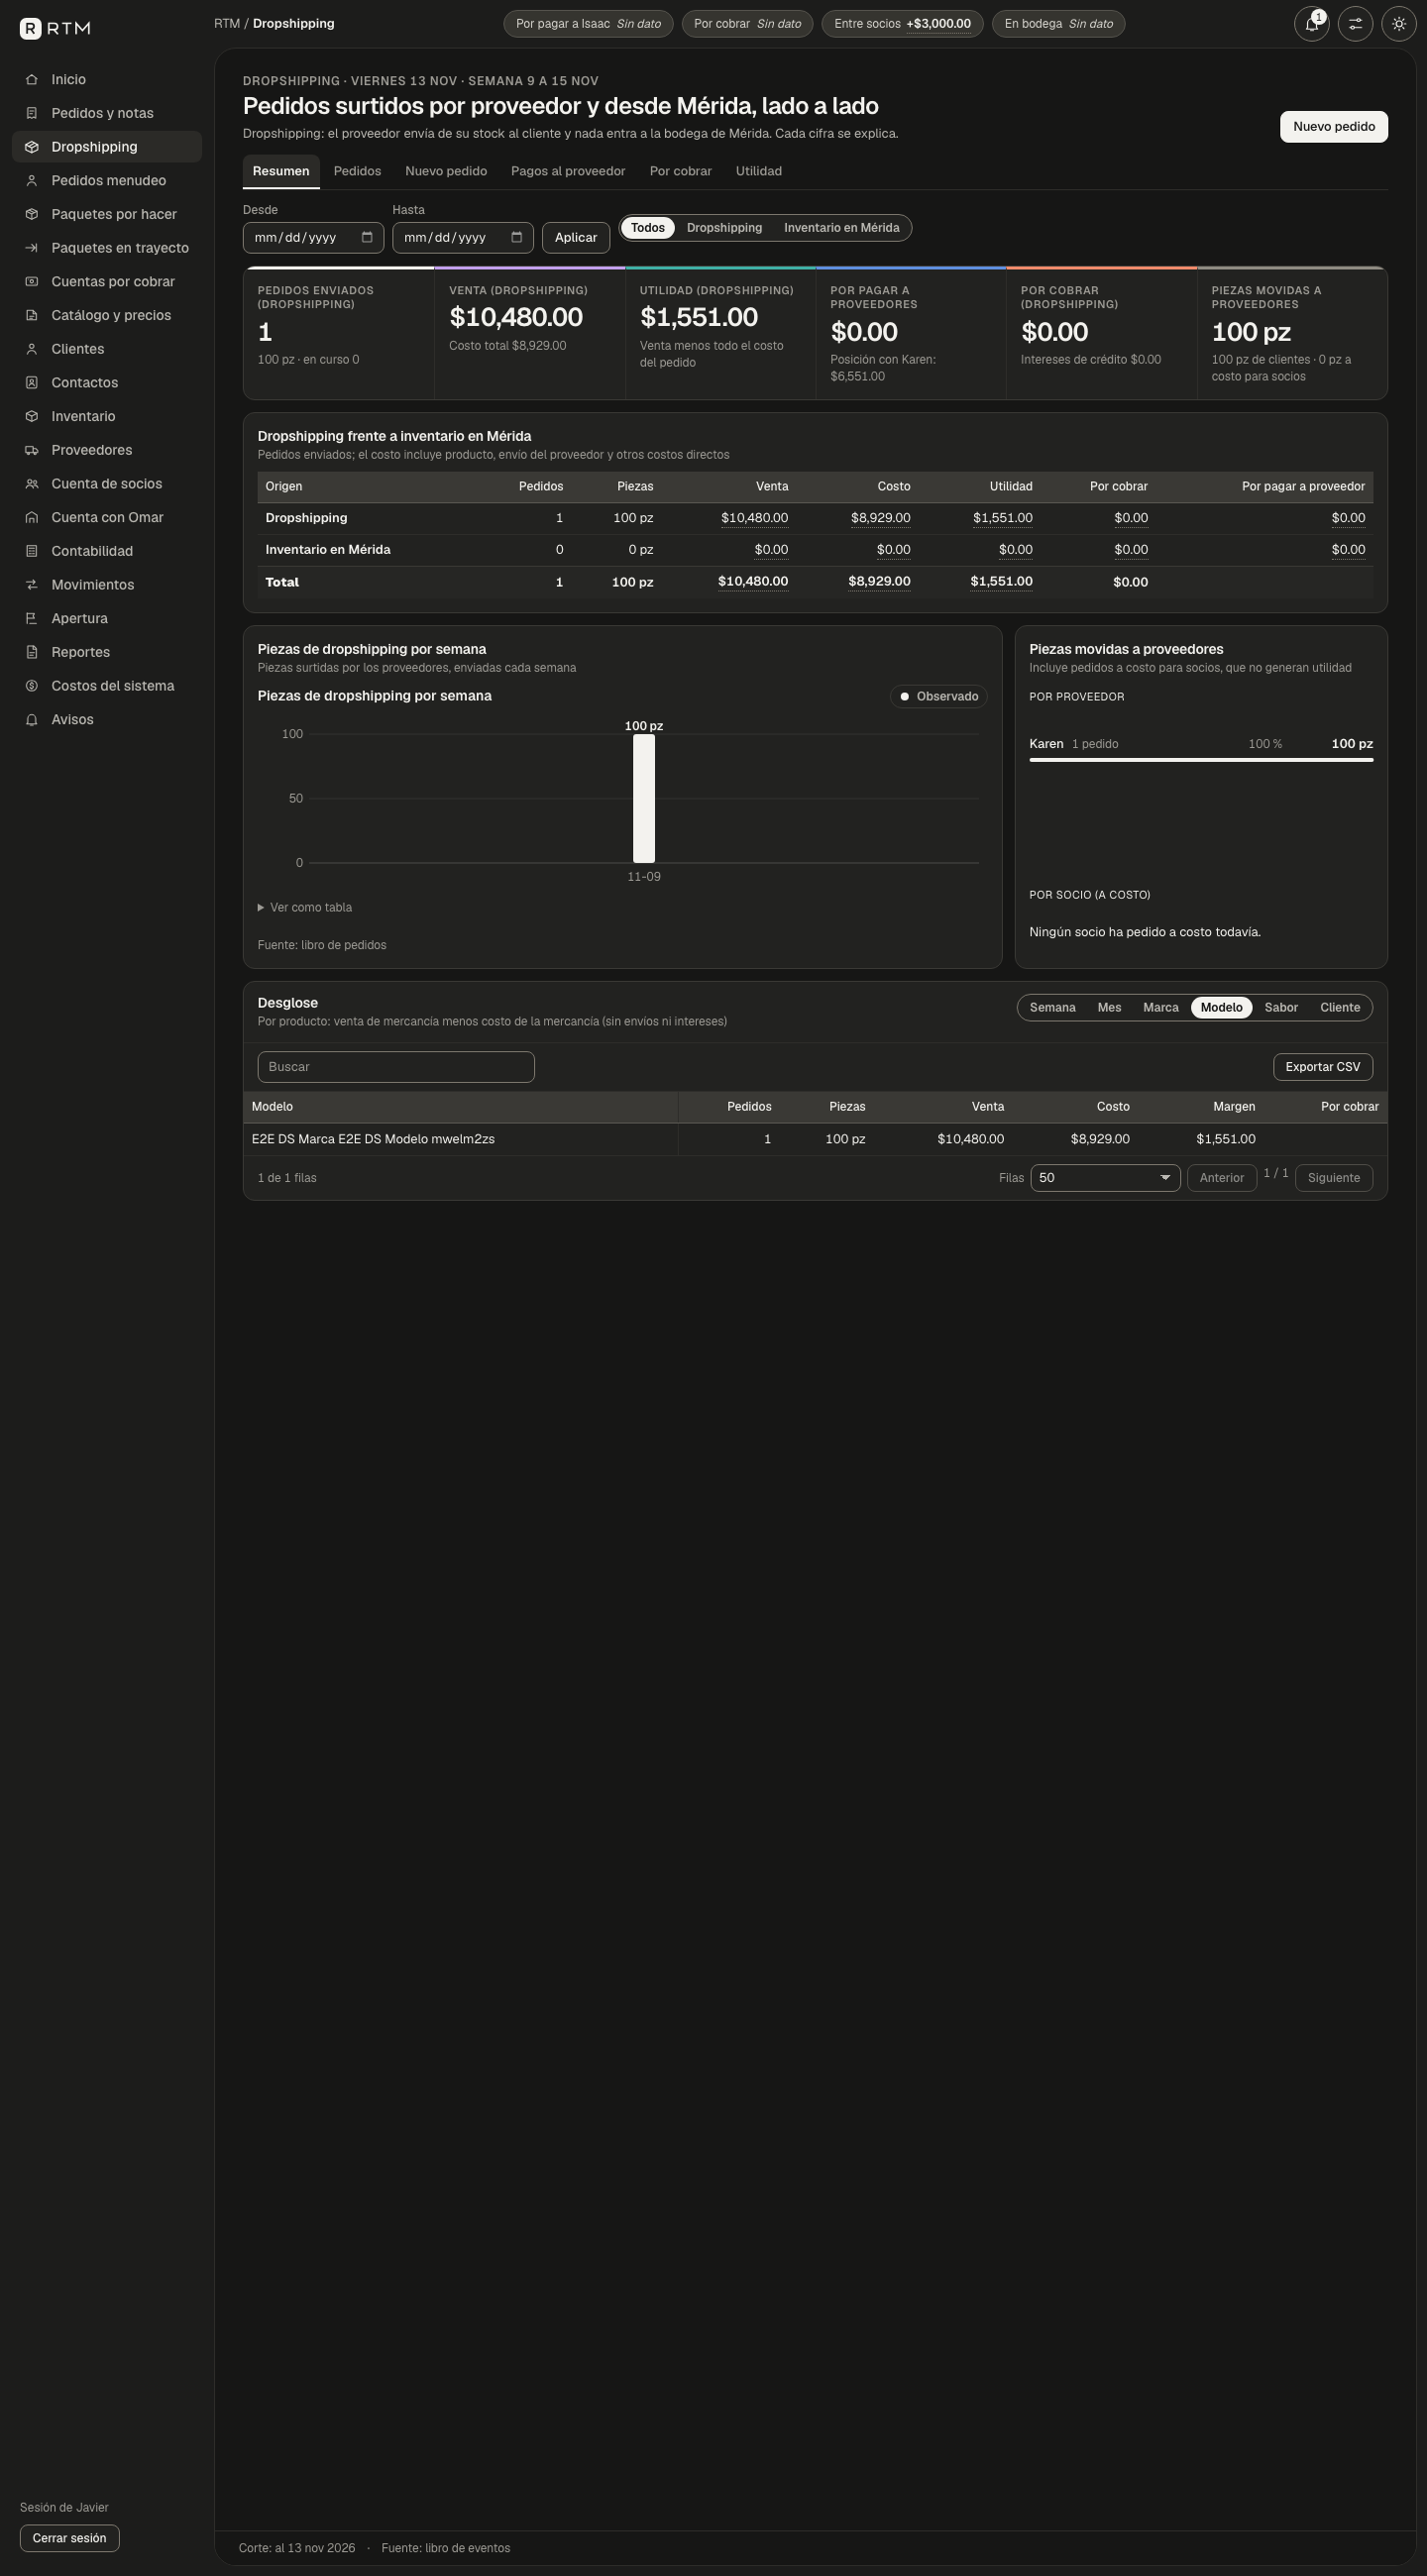 R RTM
RTM / Dropshipping
Por pagar a Isaac Sin dato
Por cobrar Sin dato
Entre socios +$3,000.00
En bodega Sin dato
1
Inicio
Pedidos y notas
Dropshipping
Pedidos menudeo
Paquetes por hacer
Paquetes en trayecto
Cuentas por cobrar
Catálogo y precios
Clientes
Contactos
Inventario
Proveedores
Cuenta de socios
Cuenta con Omar
Contabilidad
Movimientos
Apertura
Reportes
Costos del sistema
Avisos
Sesión de Javier
Cerrar sesión
DROPSHIPPING · VIERNES 13 NOV · SEMANA 9 A 15 NOV
Pedidos surtidos por proveedor y desde Mérida, lado a lado
Dropshipping: el proveedor envía de su stock al cliente y nada entra a la bodega de Mérida. Cada cifra se explica.
Nuevo pedido
Resumen Pedidos Nuevo pedido Pagos al proveedor Por cobrar Utilidad
Desde Hasta
mm/dd/yyyy mm/dd/yyyy Aplicar Todos Dropshipping Inventario en Mérida
PEDIDOS ENVIADOS
(DROPSHIPPING)
1
100 pz · en curso 0
VENTA (DROPSHIPPING)
$10,480.00
Costo total $8,929.00
UTILIDAD (DROPSHIPPING)
$1,551.00
Venta menos todo el costo
del pedido
POR PAGAR A
PROVEEDORES
$0.00
Posición con Karen:
$6,551.00
POR COBRAR
(DROPSHIPPING)
$0.00
Intereses de crédito $0.00
PIEZAS MOVIDAS A
PROVEEDORES
100 pz
100 pz de clientes · 0 pz a
costo para socios
Dropshipping frente a inventario en Mérida
Pedidos enviados; el costo incluye producto, envío del proveedor y otros costos directos
Origen Pedidos Piezas Venta Costo Utilidad Por cobrar Por pagar a proveedor
Dropshipping 1 100 pz $10,480.00 $8,929.00 $1,551.00 $0.00 $0.00
Inventario en Mérida 0 0 pz $0.00 $0.00 $0.00 $0.00 $0.00
Total 1 100 pz $10,480.00 $8,929.00 $1,551.00 $0.00
Piezas de dropshipping por semana
Piezas surtidas por los proveedores, enviadas cada semana
Piezas de dropshipping por semana
Observado
100 pz
100
50
0
11-09
Ver como tabla
Fuente: libro de pedidos
Piezas movidas a proveedores
Incluye pedidos a costo para socios, que no generan utilidad
POR PROVEEDOR
Karen 1 pedido 100 % 100 pz
POR SOCIO (A COSTO)
Ningún socio ha pedido a costo todavía.
Desglose
Por producto: venta de mercancía menos costo de la mercancía (sin envíos ni intereses)
Semana Mes Marca Modelo Sabor Cliente
Buscar
Exportar CSV
Modelo Pedidos Piezas Venta Costo Margen Por cobrar
E2E DS Marca E2E DS Modelo mwelm2zs 1 100 pz $10,480.00 $8,929.00 $1,551.00
1 de 1 filas
Filas 50 Anterior 1 / 1 Siguiente
Corte: al 13 nov 2026 · Fuente: libro de eventos